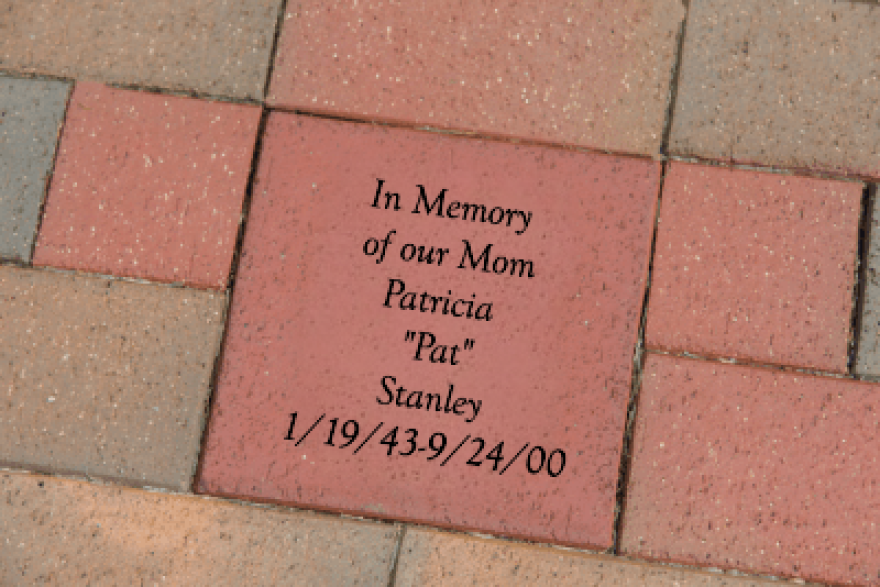 In Memory
of our Mom
Patricia
"Pat"
Stanley
1/19/43-9/24/00